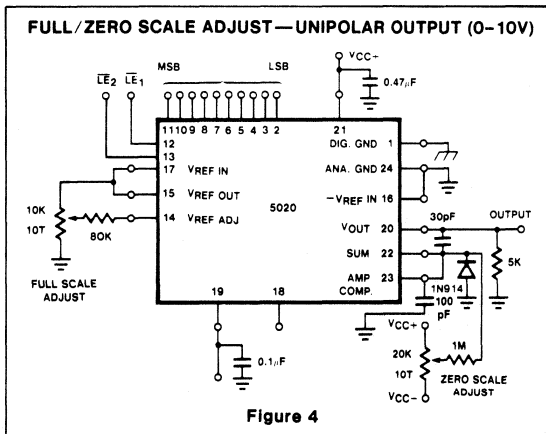 FULL/ZERO SCALE ADJUST—UNIPOLAR OUTPUT (0-10V)
VCC+
MSB LSB
LE2 LE1
0.47µF
11 10 9 8 7 6 5 4 3 2
21
12
13
DIG. GND 1
17 VREF IN
ANA. GND 24
-VREF IN 16
15 VREF OUT
30pF
OUTPUT
10K
10T
5020
VOUT 20
14 VREF ADJ
80K
SUM 22
5K
FULL SCALE
ADJUST
AMP 23
COMP.
1N914
100
pF
19 18
VCC+
1M
20K
10T
0.1µF
ZERO SCALE
ADJUST
VCC-
Figure 4